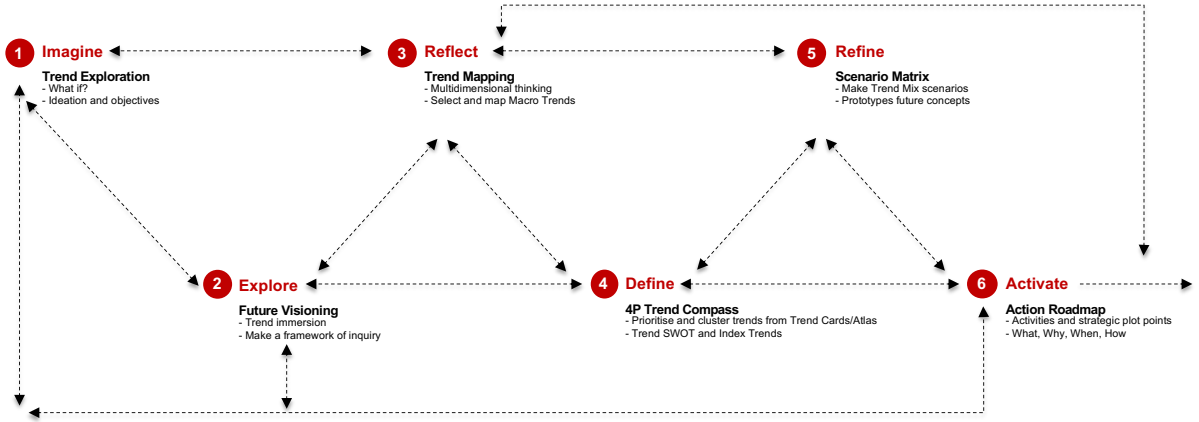 1 Imagine
Trend Exploration
- What if?
- Ideation and objectives
2 Explore
Future Visioning
- Trend immersion
- Make a framework of inquiry
3 Reflect
Trend Mapping
- Multidimensional thinking
- Select and map Macro Trends
4 Define
4P Trend Compass
- Prioritise and cluster trends from Trend Cards/Atlas
- Trend SWOT and Index Trends
5 Refine
Scenario Matrix
- Make Trend Mix scenarios
- Prototypes future concepts
6 Activate
Action Roadmap
- Activities and strategic plot points
- What, Why, When, How